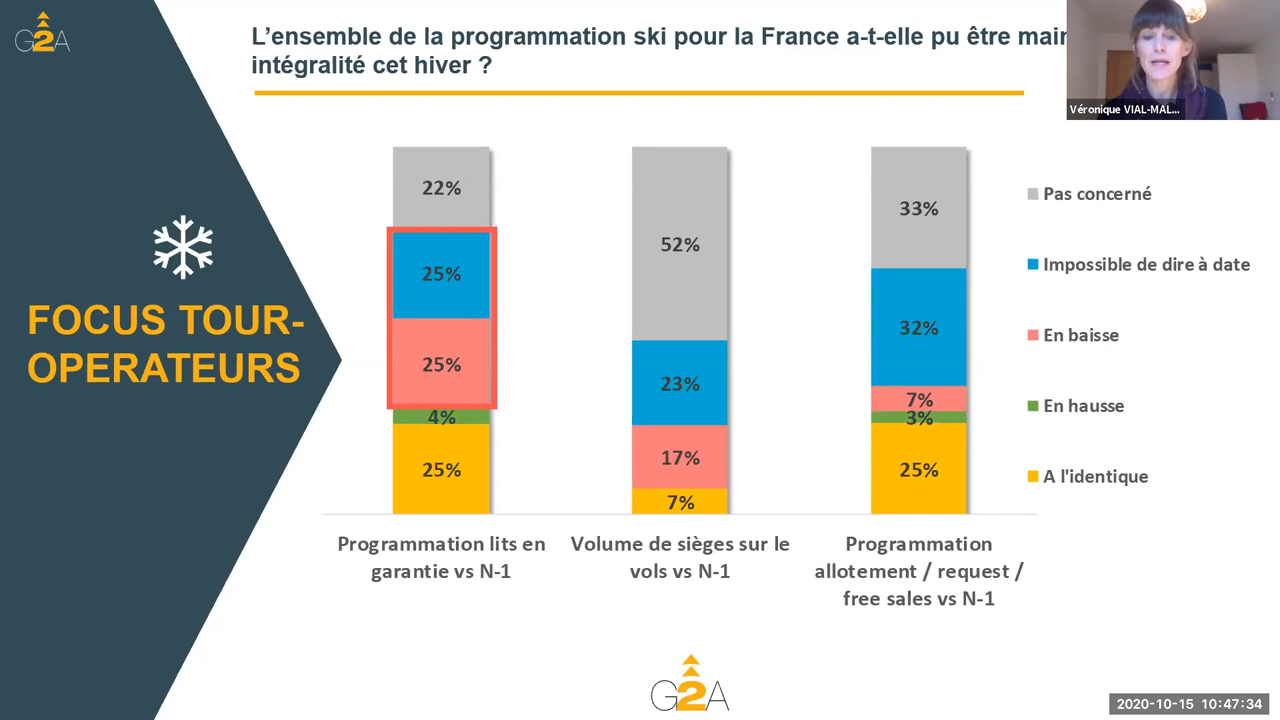 G2A
L'ensemble de la programmation ski pour la France a-t-elle pu être
intégralité cet hiver ?
Véronique VIAL-MAL...
FOCUS TOUR-
OPERATEURS
22%
25%
25%
4%
25%
52%
23%
17%
7%
33%
32%
7%
3%
25%
Pas concerné
Impossible de dire à date
En baisse
En hausse
A l'identique
Programmation lits en
garantie vs N-1
Volume de sièges sur le
vols vs N-1
Programmation
allotement / request /
free sales vs N-1
G2A
2020-10-15 10:47:34